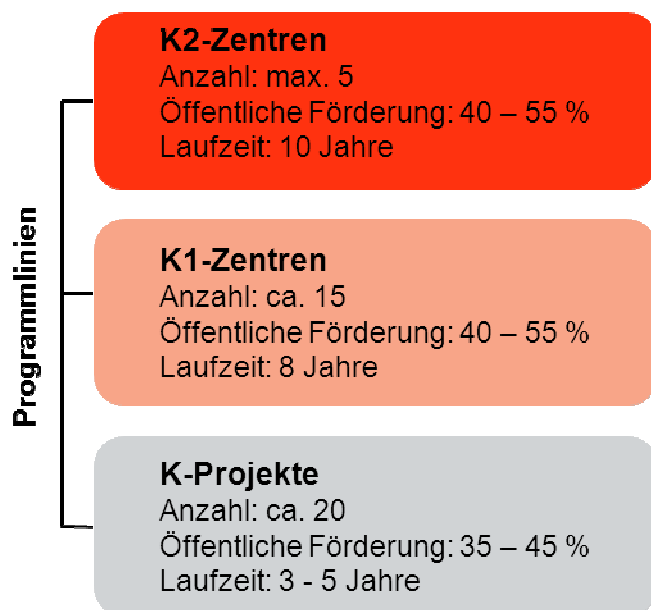 Programmlinien
K2-Zentren
Anzahl: max. 5
Öffentliche Förderung: 40 – 55 %
Laufzeit: 10 Jahre
K1-Zentren
Anzahl: ca. 15
Öffentliche Förderung: 40 – 55 %
Laufzeit: 8 Jahre
K-Projekte
Anzahl: ca. 20
Öffentliche Förderung: 35 – 45 %
Laufzeit: 3 - 5 Jahre